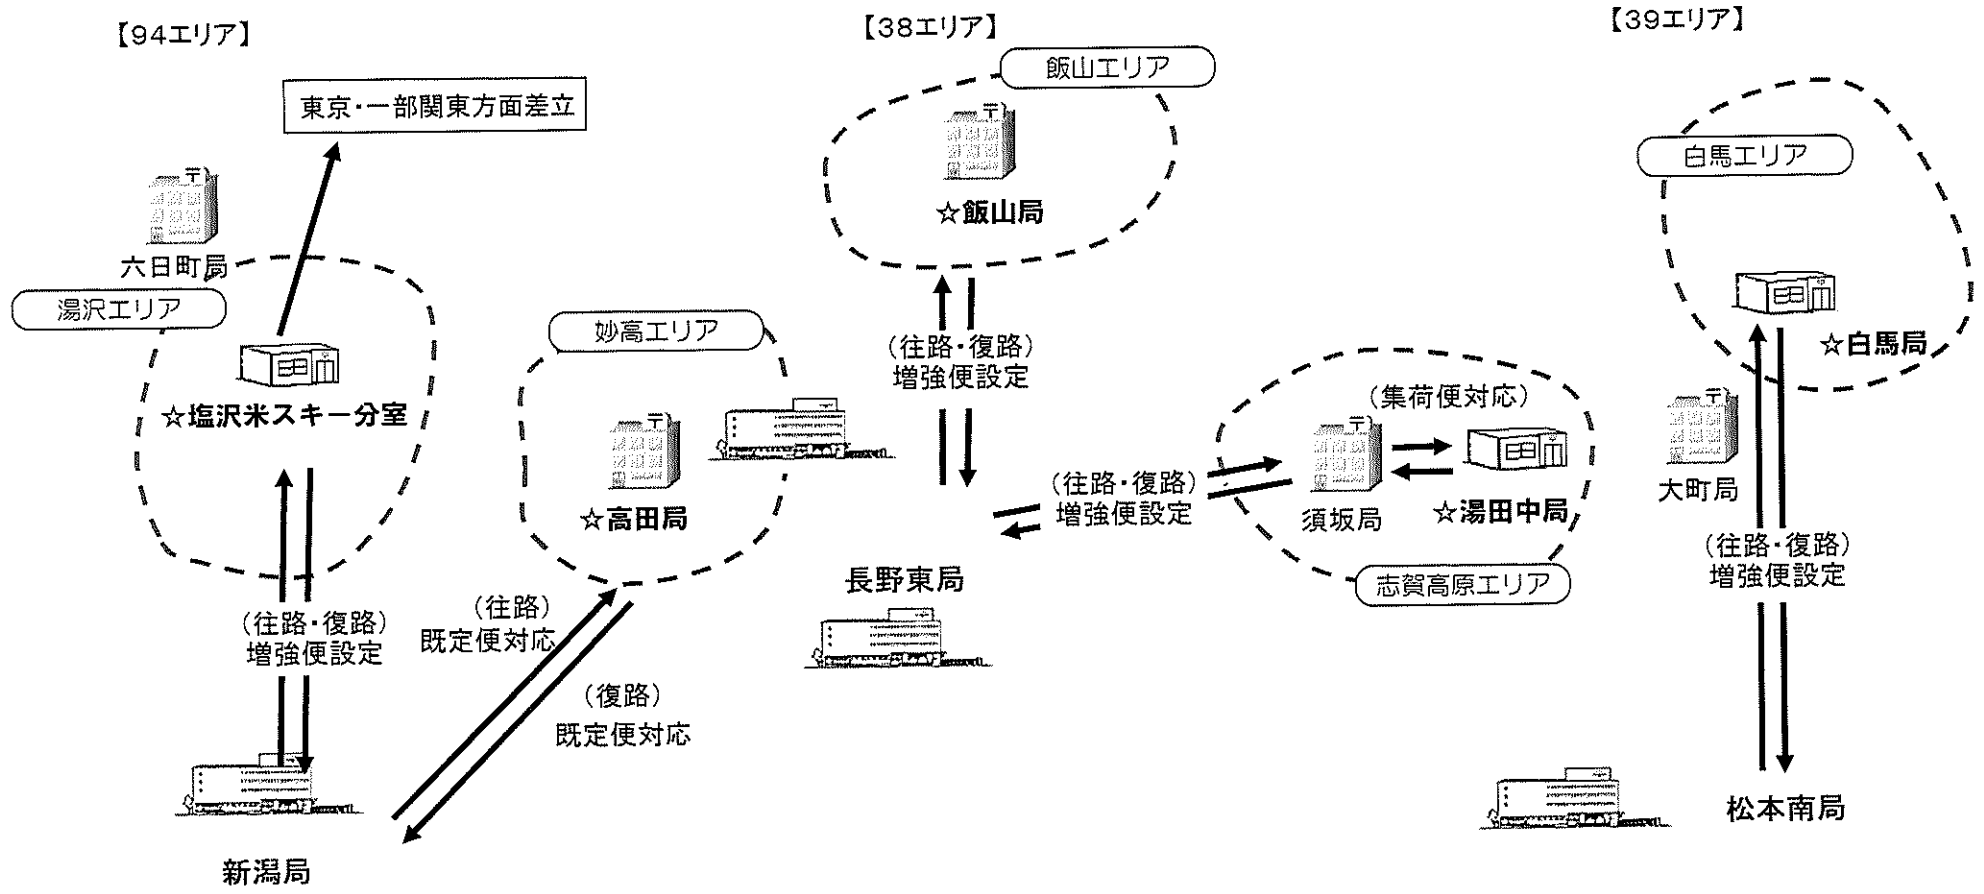 【94エリア】
【38エリア】
【39エリア】
東京・一部関東方面差立
六日町局
湯沢エリア
☆塩沢米スキー分室
(往路・復路)
増強便設定
新潟局
妙高エリア
☆高田局
(往路)
既定便対応
(復路)
既定便対応
飯山エリア
〒
☆飯山局
(往路・復路)
増強便設定
長野東局
(往路・復路)
増強便設定
(集荷便対応)
須坂局
☆湯田中局
志賀高原エリア
白馬エリア
☆白馬局
大町局
(往路・復路)
増強便設定
松本南局